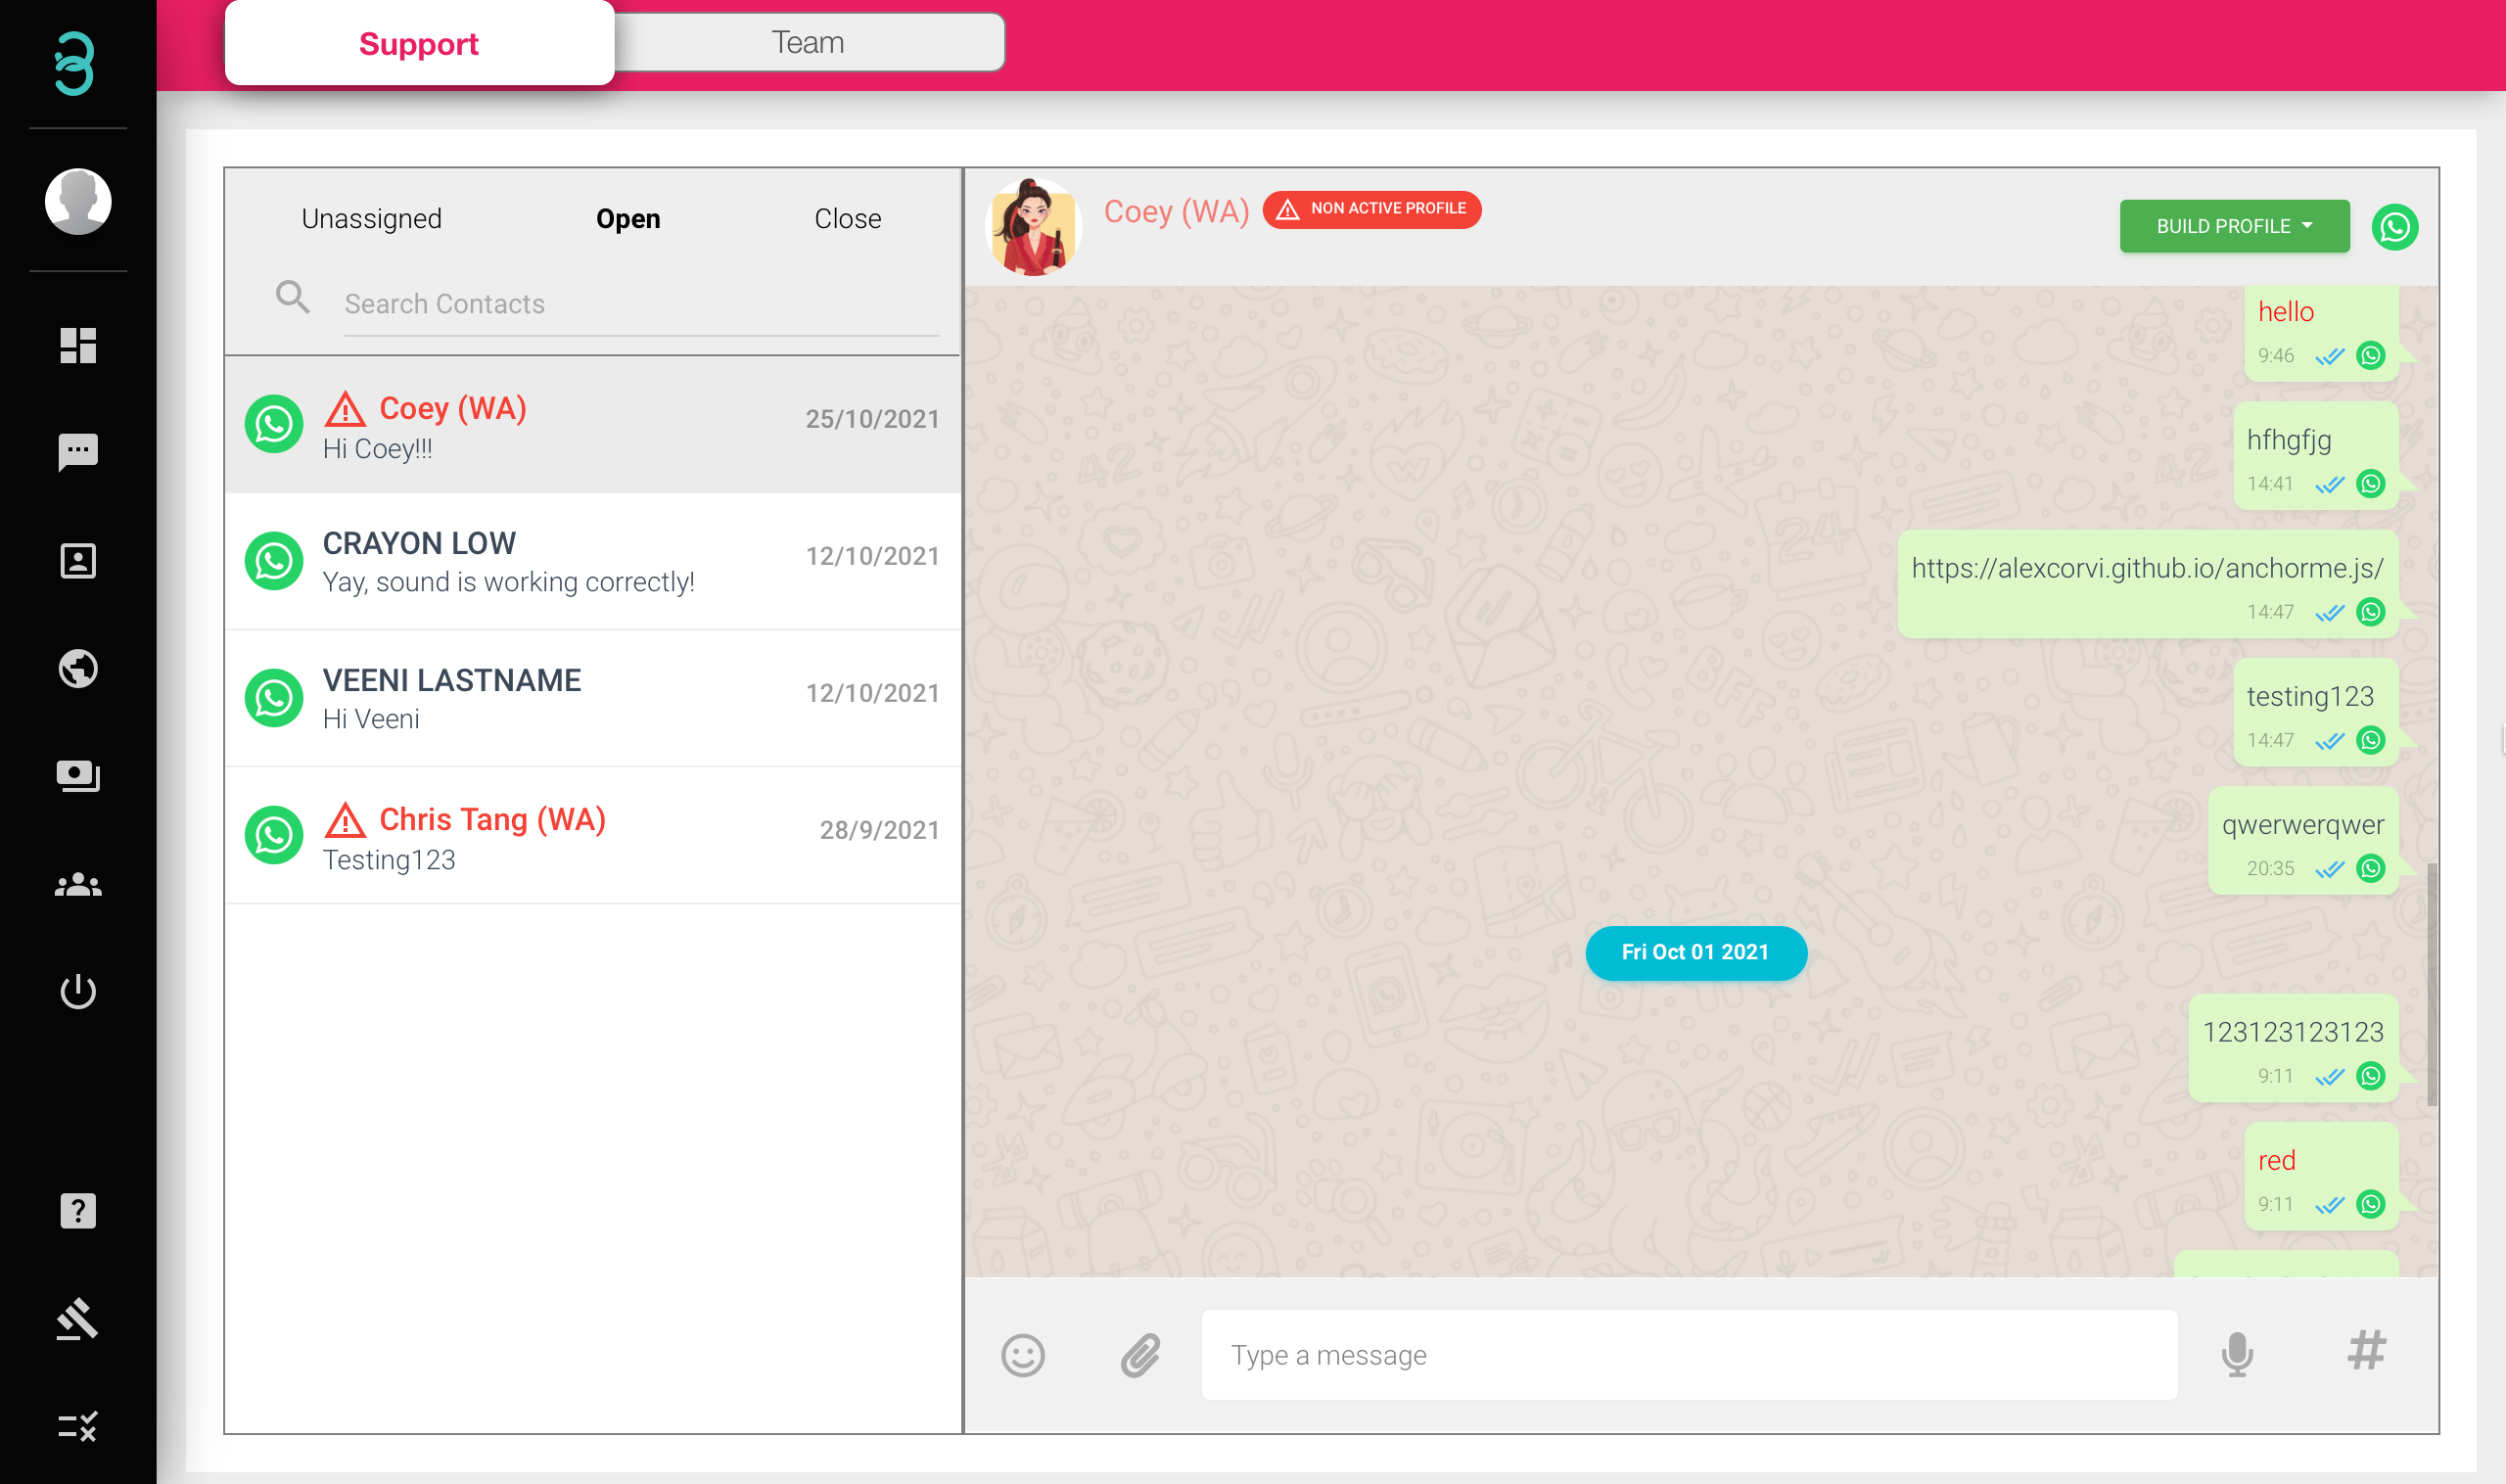 Support
Team
Unassigned
Open
Close
Search Contacts
Coey (WA)
25/10/2021
Hi Coey!!!
CRAYON LOW
12/10/2021
Yay, sound is working correctly!
VEENI LASTNAME
12/10/2021
Hi Veeni
Chris Tang (WA)
28/9/2021
Testing123
Coey (WA)
NON ACTIVE PROFILE
BUILD PROFILE
hello
9:46
hfhgfjg
14:41
https://alexcorvi.github.io/anchorme.js/
14:47
testing123
14:47
qwerwerqwer
20:35
Fri Oct 01 2021
123123123123
9:11
red
9:11
Type a message
#